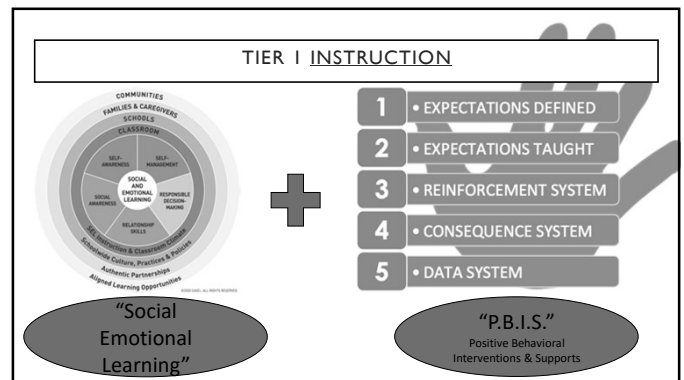 TIER 1 INSTRUCTION
COMMUNITIES
FAMILIES & CAREGIVERS
SCHOOLS
CLASSROOM
SELF-
AWARENESS
SELF-
MANAGEMENT
SOCIAL
AWARENESS
SOCIAL
AND
EMOTIONAL
LEARNING
RESPONSIBLE
DECISION-
MAKING
RELATIONSHIP
SKILLS
SEL Instruction & Classroom Climate
Schoolwide Culture, Practices & Policies
Authentic Partnerships
Aligned Learning Opportunities
1 • EXPECTATIONS DEFINED
2 • EXPECTATIONS TAUGHT
3 • REINFORCEMENT SYSTEM
4 • CONSEQUENCE SYSTEM
5 • DATA SYSTEM
“Social
Emotional
Learning”
“P.B.I.S.”
Positive Behavioral
Interventions & Supports